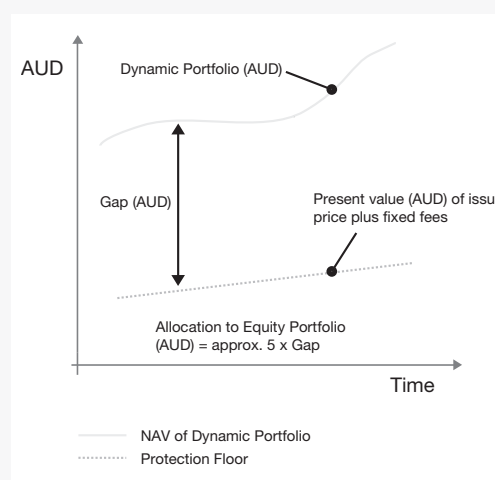 AUD
Dynamic Portfolio (AUD)
Gap (AUD)
Present value (AUD) of issu
price plus fixed fees
Allocation to Equity Portfolio
(AUD) = approx. 5 x Gap
Time
NAV of Dynamic Portfolio
Protection Floor